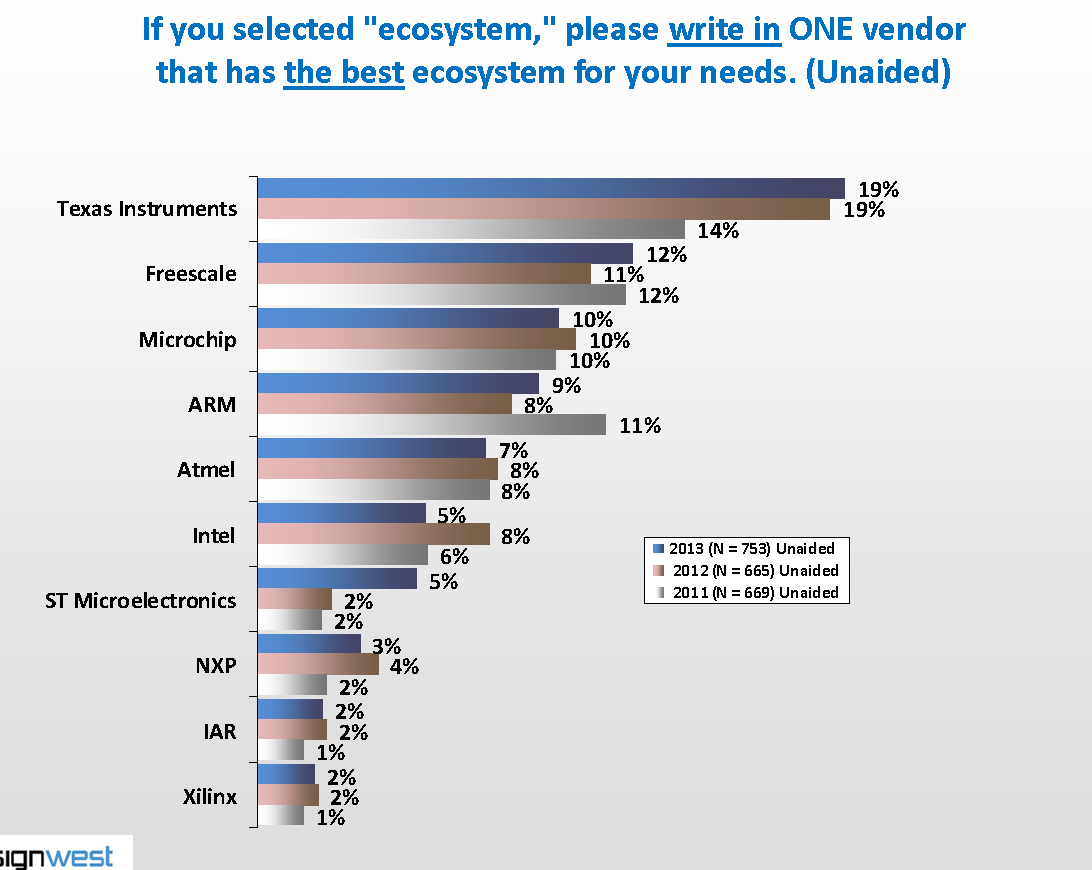 If you selected "ecosystem," please write in ONE vendor
that has the best ecosystem for your needs. (Unaided)
Texas Instruments
19%
19%
14%
Freescale
12%
11%
12%
Microchip
10%
10%
10%
ARM
9%
8%
11%
Atmel
7%
8%
8%
Intel
5%
8%
6%
ST Microelectronics
5%
2%
2%
NXP
3%
4%
2%
IAR
2%
2%
1%
Xilinx
2%
2%
1%
2013 (N = 753) Unaided
2012 (N = 665) Unaided
2011 (N = 669) Unaided
signwest